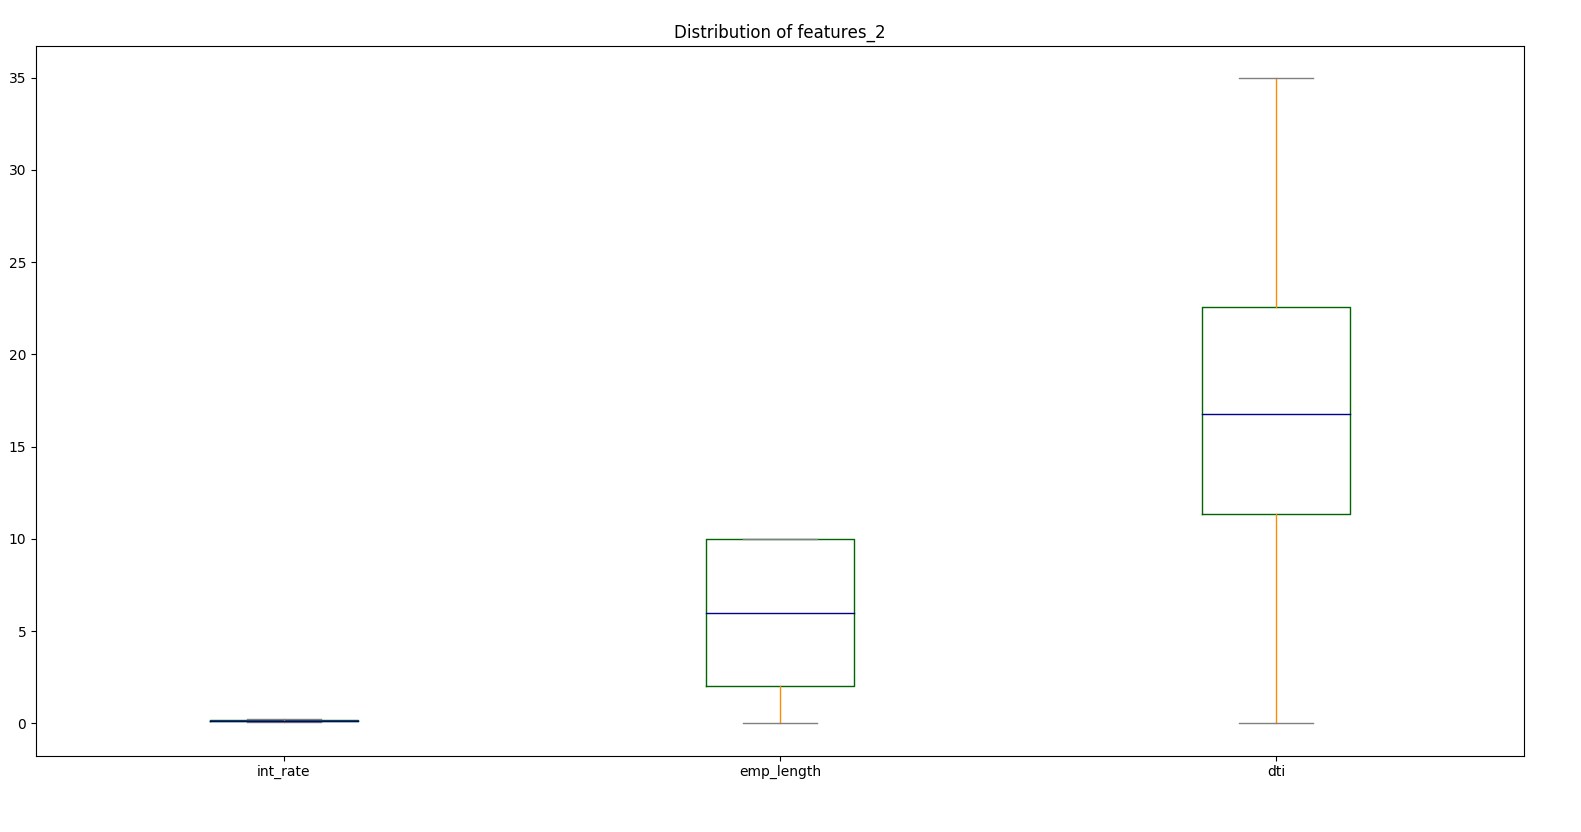 Distribution of features_2
35
30
25
20
15
10
5
0
int_rate
emp_length
dti